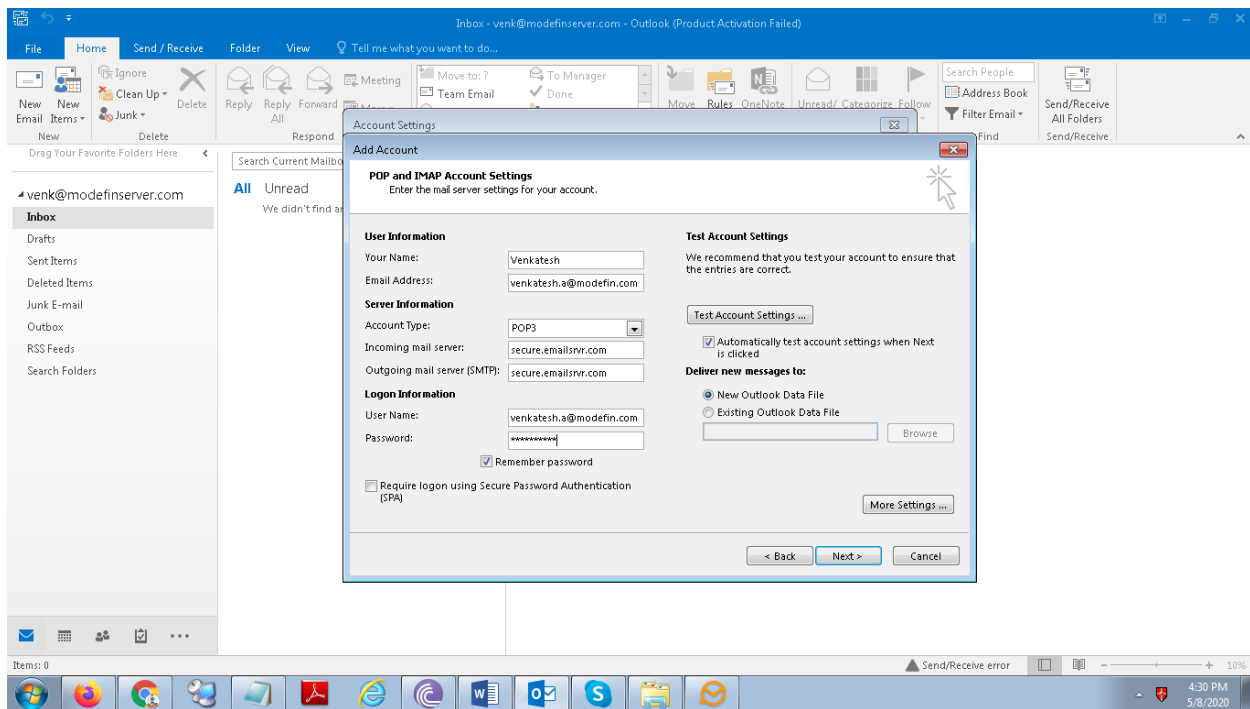 Inbox - venk@modefinserver.com - Outlook (Product Activation Failed)
File Home Send / Receive Folder View Tell me what you want to do...
New Email
New Items
Ignore
Clean Up
Junk
Delete
Reply
Reply All
Forward
Meeting
Move to: ?
Team Email
To Manager
Done
Move
Rules
OneNote
Unread/
Categorize
Follow
Search People
Address Book
Filter Email
Send/Receive All Folders
New Delete Respond Find Send/Receive
Drag Your Favorite Folders Here
venk@modefinserver.com
Inbox
Drafts
Sent Items
Deleted Items
Junk E-mail
Outbox
RSS Feeds
Search Folders
Search Current Mailbo
All Unread
We didn't find
Account Settings
Add Account
POP and IMAP Account Settings
Enter the mail server settings for your account.
User Information
Your Name: Venkatesh
Email Address: venkatesh.a@modefin.com
Server Information
Account Type: POP3
Incoming mail server: secure.emailsrvr.com
Outgoing mail server (SMTP): secure.emailsrvr.com
Logon Information
User Name: venkatesh.a@modefin.com
Password: **********
Remember password
Require logon using Secure Password Authentication
(SPA)
Test Account Settings
We recommend that you test your account to ensure that
the entries are correct.
Test Account Settings ...
Automatically test account settings when Next
is clicked
Deliver new messages to:
New Outlook Data File
Existing Outlook Data File
Browse
More Settings ...
< Back Next > Cancel
Items: 0
Send/Receive error
10%
4:30 PM
5/8/2020